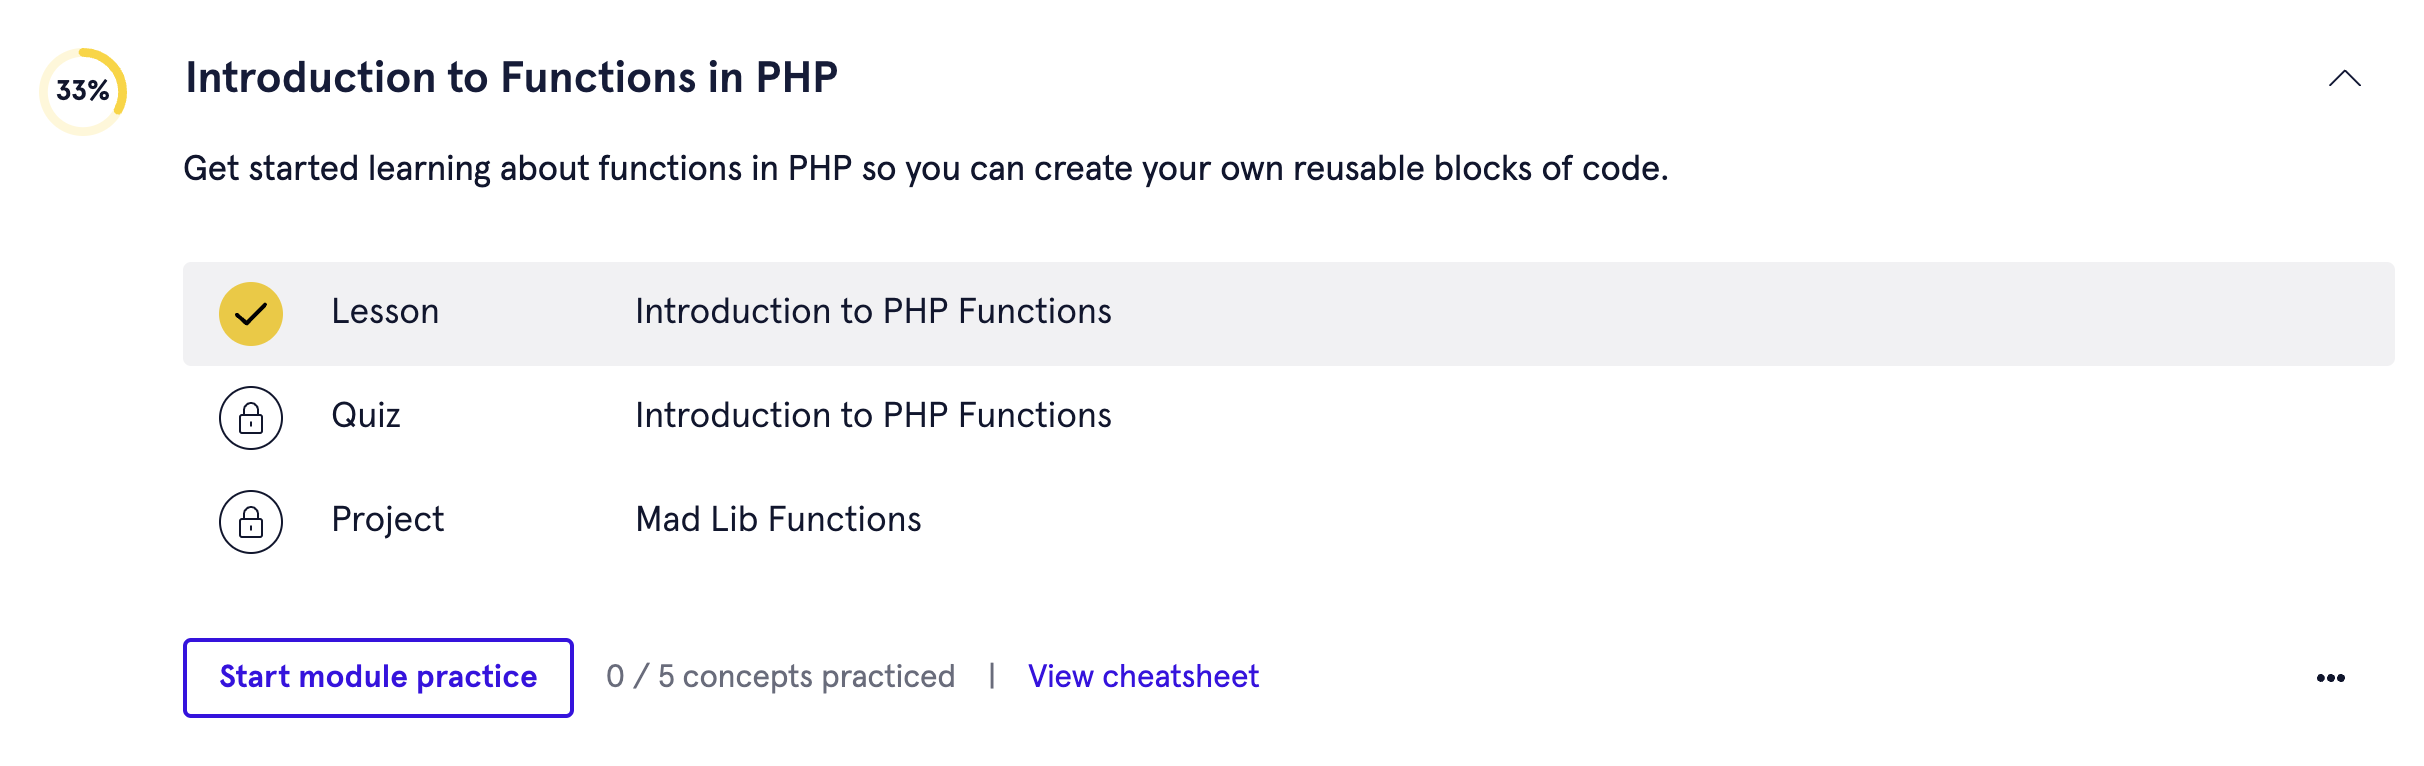 33%
Introduction to Functions in PHP
Get started learning about functions in PHP so you can create your own reusable blocks of code.
Lesson Introduction to PHP Functions
Quiz Introduction to PHP Functions
Project Mad Lib Functions
Start module practice 0 / 5 concepts practiced | View cheatsheet